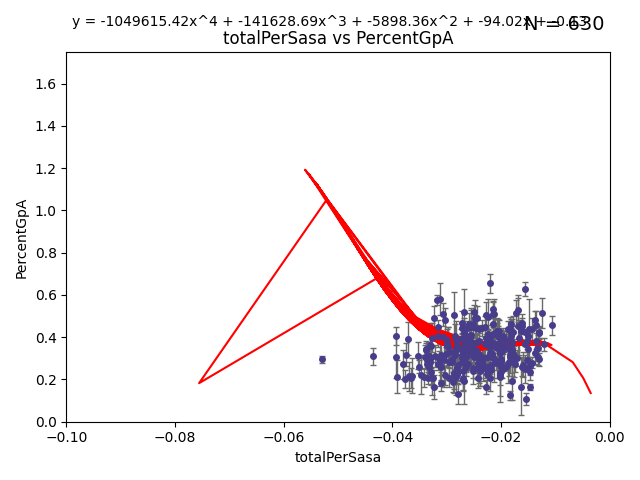 y = -1049615.42x^4 + -141628.69x^3 + -5898.36x^2 + -94.02x + -0.13
N = 630
totalPerSasa vs PercentGpA
PercentGpA
1.6
1.4
1.2
1.0
0.8
0.6
0.4
0.2
0.0
−0.10 −0.08 −0.06 −0.04 −0.02 0.00
totalPerSasa